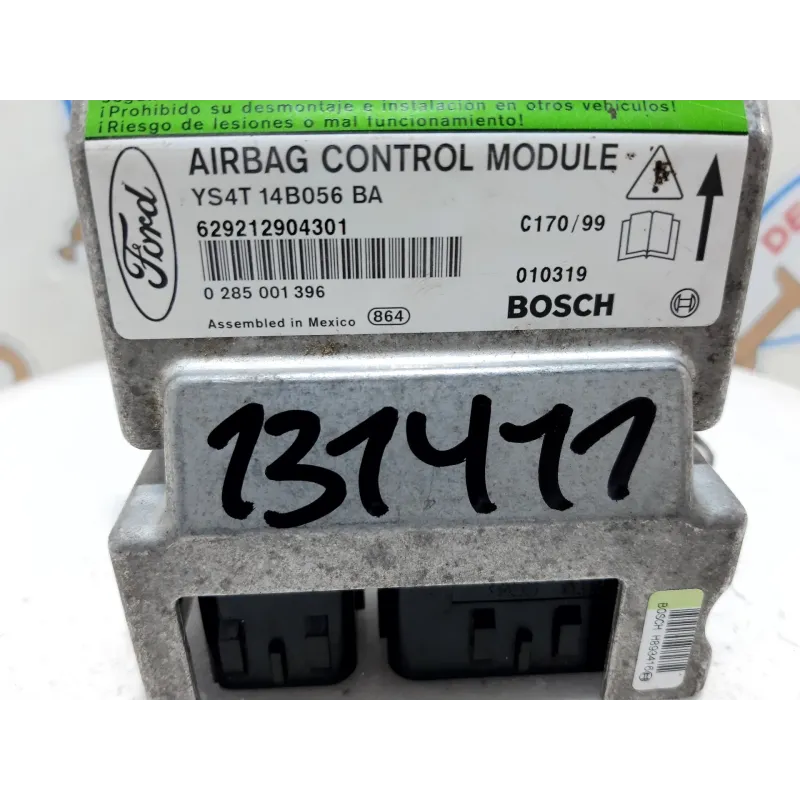 ¡Prohibido su desmontaje e instalación en otros vehículos!
¡Riesgo de lesiones o mal funcionamiento!
Ford
AIRBAG CONTROL MODULE
YS4T 14B056 BA
629212904301
C170/99
0 285 001 396
010319
BOSCH
Assembled in Mexico 864
131411
BOSCH